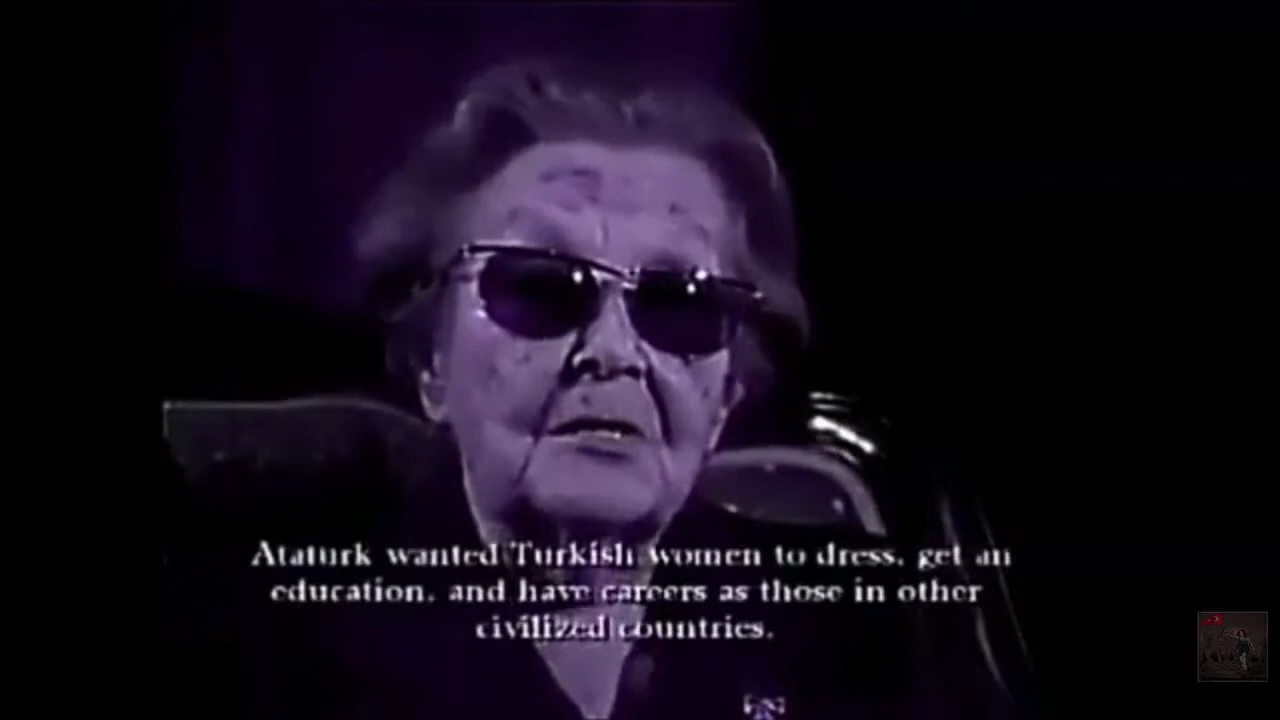 Ataturk wanted Turkish women to dress, get an
education, and have careers as those in other
civilized countries.